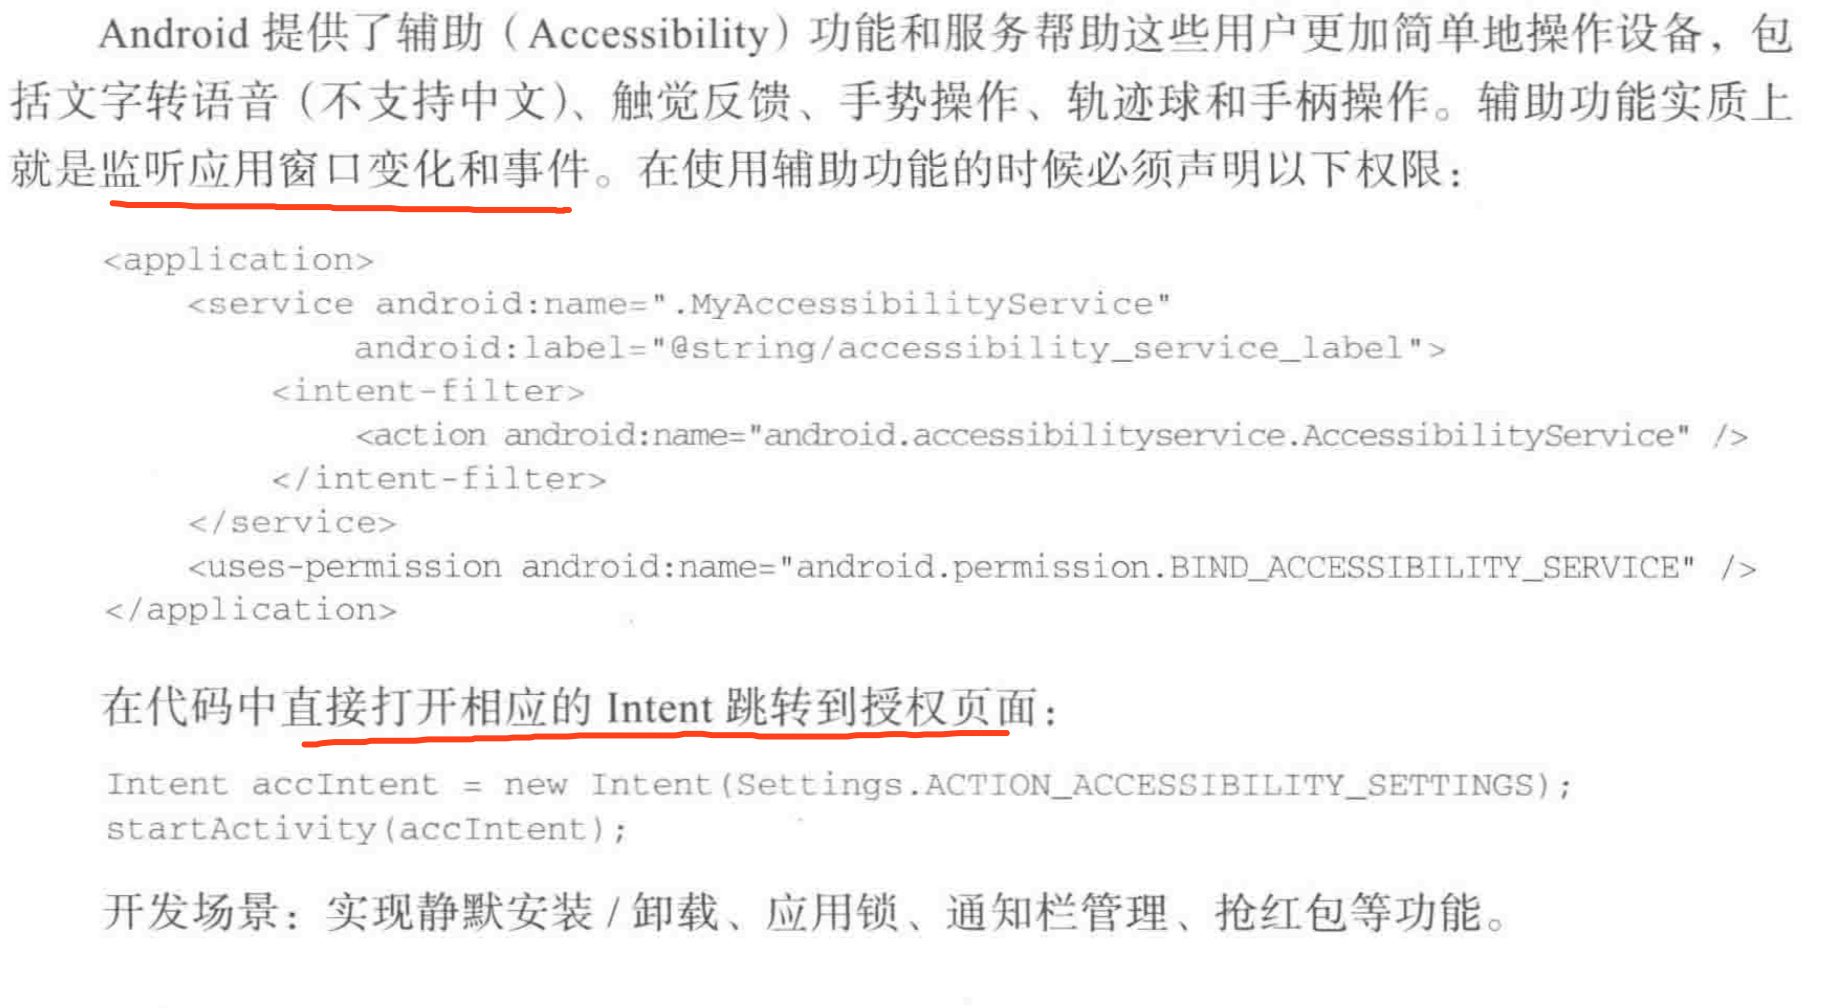 Android 提供了辅助（Accessibility）功能和服务帮助这些用户更加简单地操作设备，包
括文字转语音（不支持中文）、触觉反馈、手势操作、轨迹球和手柄操作。辅助功能实质上
就是监听应用窗口变化和事件。在使用辅助功能的时候必须声明以下权限：
<application>
<service android:name=".MyAccessibilityService"
android:label="@string/accessibility_service_label">
<intent-filter>
<action android:name="android.accessibilityservice.AccessibilityService" />
</intent-filter>
</service>
<uses-permission android:name="android.permission.BIND_ACCESSIBILITY_SERVICE" />
</application>
在代码中直接打开相应的 Intent 跳转到授权页面：
Intent accIntent = new Intent(Settings.ACTION_ACCESSIBILITY_SETTINGS);
startActivity(accIntent);
开发场景：实现静默安装 / 卸载、应用锁、通知栏管理、抢红包等功能。